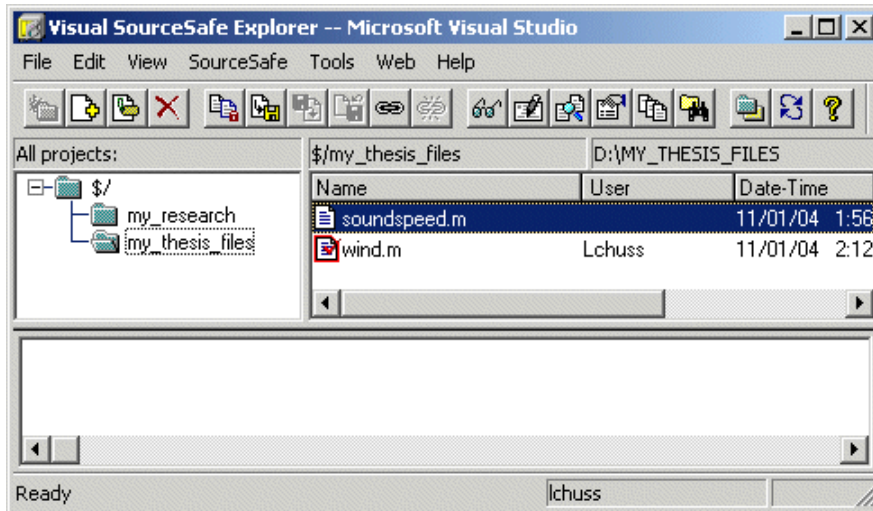 Visual SourceSafe Explorer -- Microsoft Visual Studio
File Edit View SourceSafe Tools Web Help
All projects: $/my_thesis_files D:\MY_THESIS_FILES
$/ Name User Date-Time
my_research soundspeed.m 11/01/04 1:56
my_thesis_files wind.m Lchuss 11/01/04 2:12
Ready lchuss